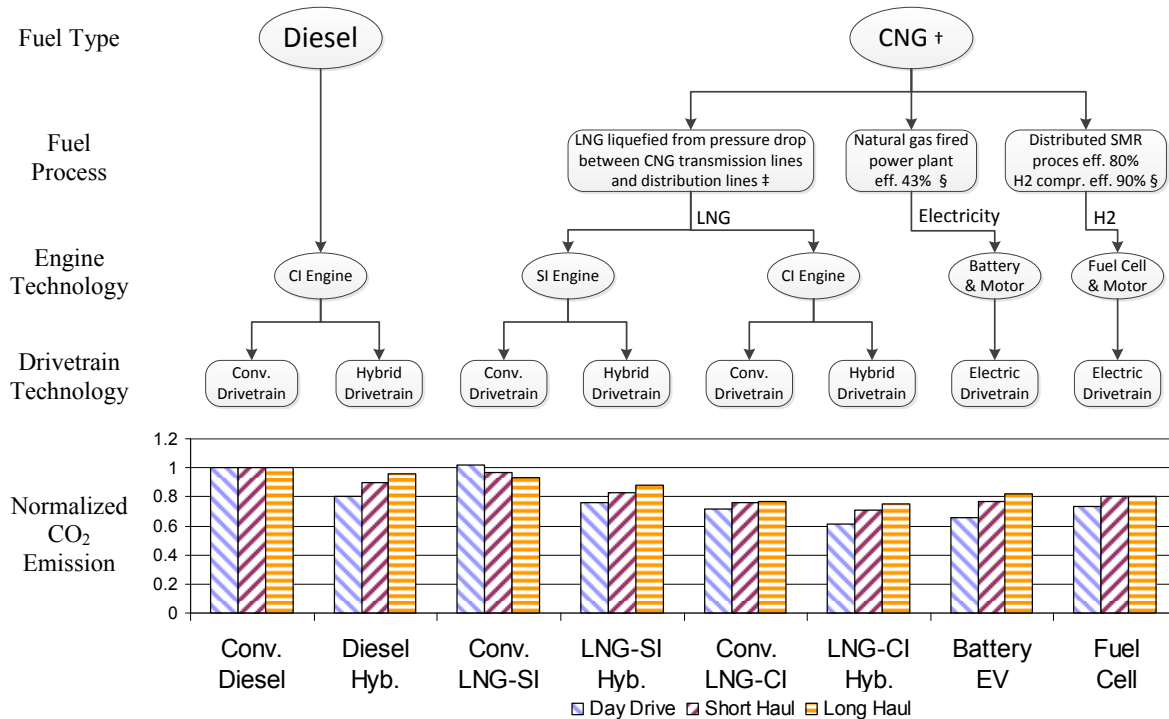 Fuel Type
Diesel
CNG †
Fuel
Process
LNG liquefied from pressure drop
between CNG transmission lines
and distribution lines ‡
Natural gas fired
power plant
eff. 43% §
Distributed SMR
proces eff. 80%
H2 compr. eff. 90% §
LNG
Electricity
H2
Engine
Technology
CI Engine
SI Engine
CI Engine
Battery
& Motor
Fuel Cell
& Motor
Drivetrain
Technology
Conv.
Drivetrain
Hybrid
Drivetrain
Conv.
Drivetrain
Hybrid
Drivetrain
Conv.
Drivetrain
Hybrid
Drivetrain
Electric
Drivetrain
Electric
Drivetrain
Normalized
CO₂
Emission
1.2
1
0.8
0.6
0.4
0.2
0
Conv.
Diesel
Diesel
Hyb.
Conv.
LNG-SI
LNG-SI
Hyb.
Conv.
LNG-CI
LNG-CI
Hyb.
Battery
EV
Fuel
Cell
Day Drive
Short Haul
Long Haul